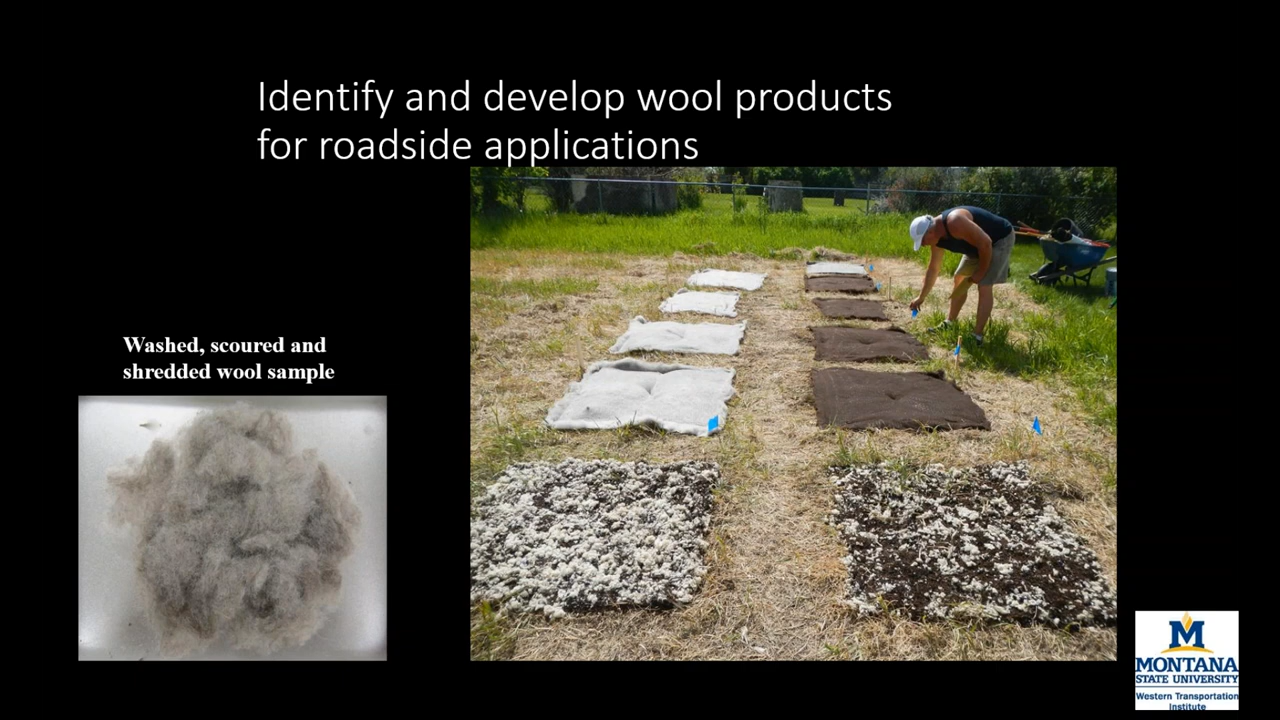 Identify and develop wool products
for roadside applications
Washed, scoured and
shredded wool sample
M
MONTANA
STATE UNIVERSITY
Western Transportation
Institute